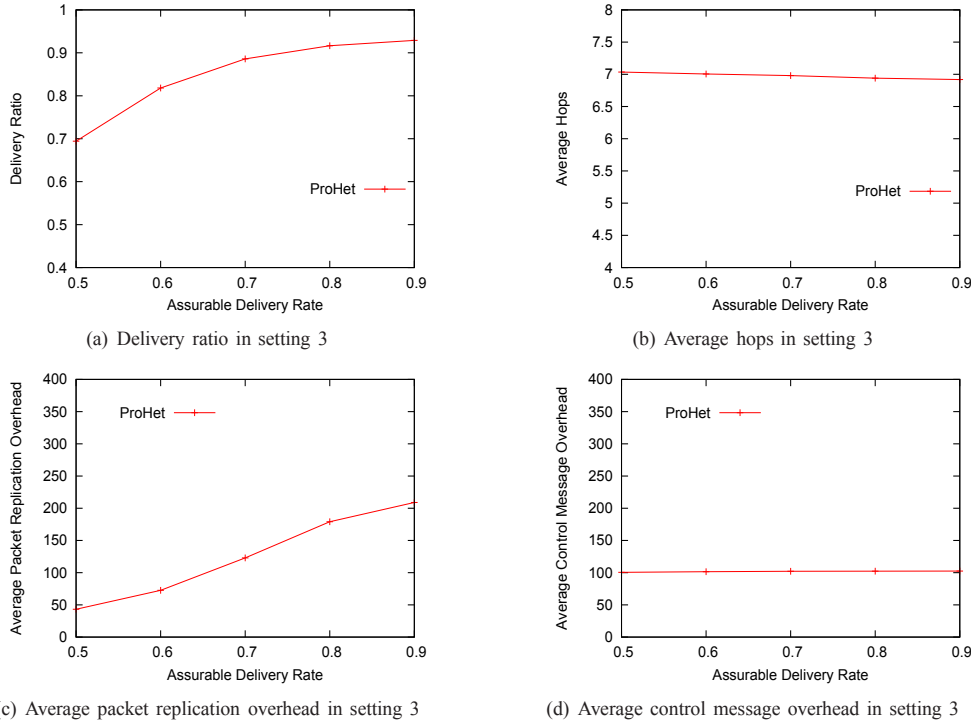 1
0.9
0.8
0.7
0.6
0.5
0.4
Delivery Ratio
ProHet
0.5 0.6 0.7 0.8 0.9
Assurable Delivery Rate
(a) Delivery ratio in setting 3
8
7.5
7
6.5
6
5.5
5
4.5
4
Average Hops
ProHet
0.5 0.6 0.7 0.8 0.9
Assurable Delivery Rate
(b) Average hops in setting 3
400
350
300
250
200
150
100
50
0
Average Packet Replication Overhead
ProHet
0.5 0.6 0.7 0.8 0.9
Assurable Delivery Rate
c) Average packet replication overhead in setting 3
400
350
300
250
200
150
100
50
0
Average Control Message Overhead
ProHet
0.5 0.6 0.7 0.8 0.9
Assurable Delivery Rate
(d) Average control message overhead in setting 3